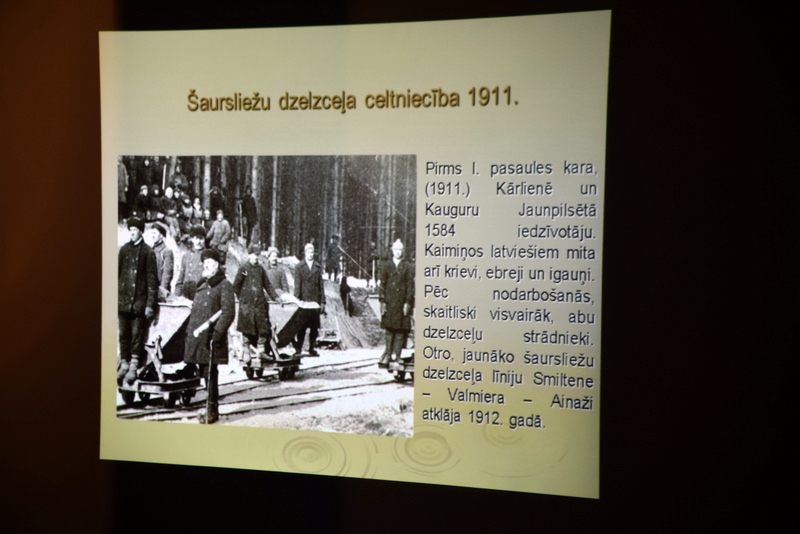 Šaursliežu dzelzceļa celtniecība 1911.
Pirms I. pasaules kara,
(1911.) Kārlienē un
Kauguru Jaunpilsētā
1584 iedzīvotāju.
Kaimiņos latviešiem mita
arī krievi, ebreji un igauņi.
Pēc nodarbošanās,
skaitliski visvairāk, abu
dzelzceļu strādnieki.
Otro, jaunāko šaursliežu
dzelzceļa līniju Smiltene
– Valmiera – Ainaži
atklāja 1912. gadā.